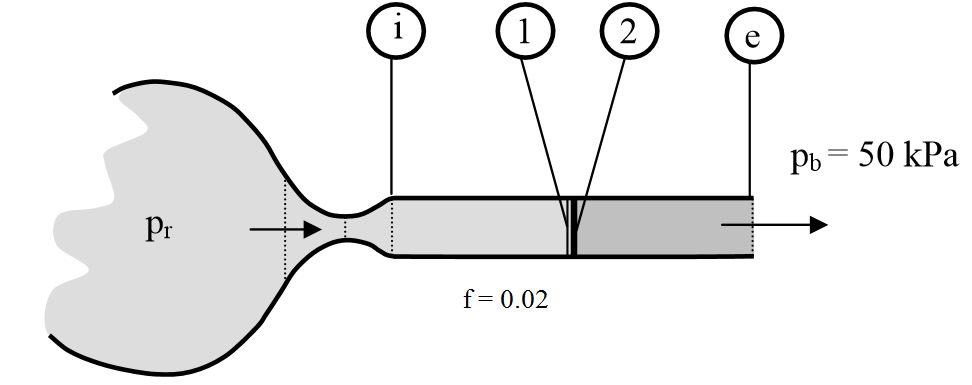 i
1
2
e
p_b = 50 kPa
p_r
f = 0.02